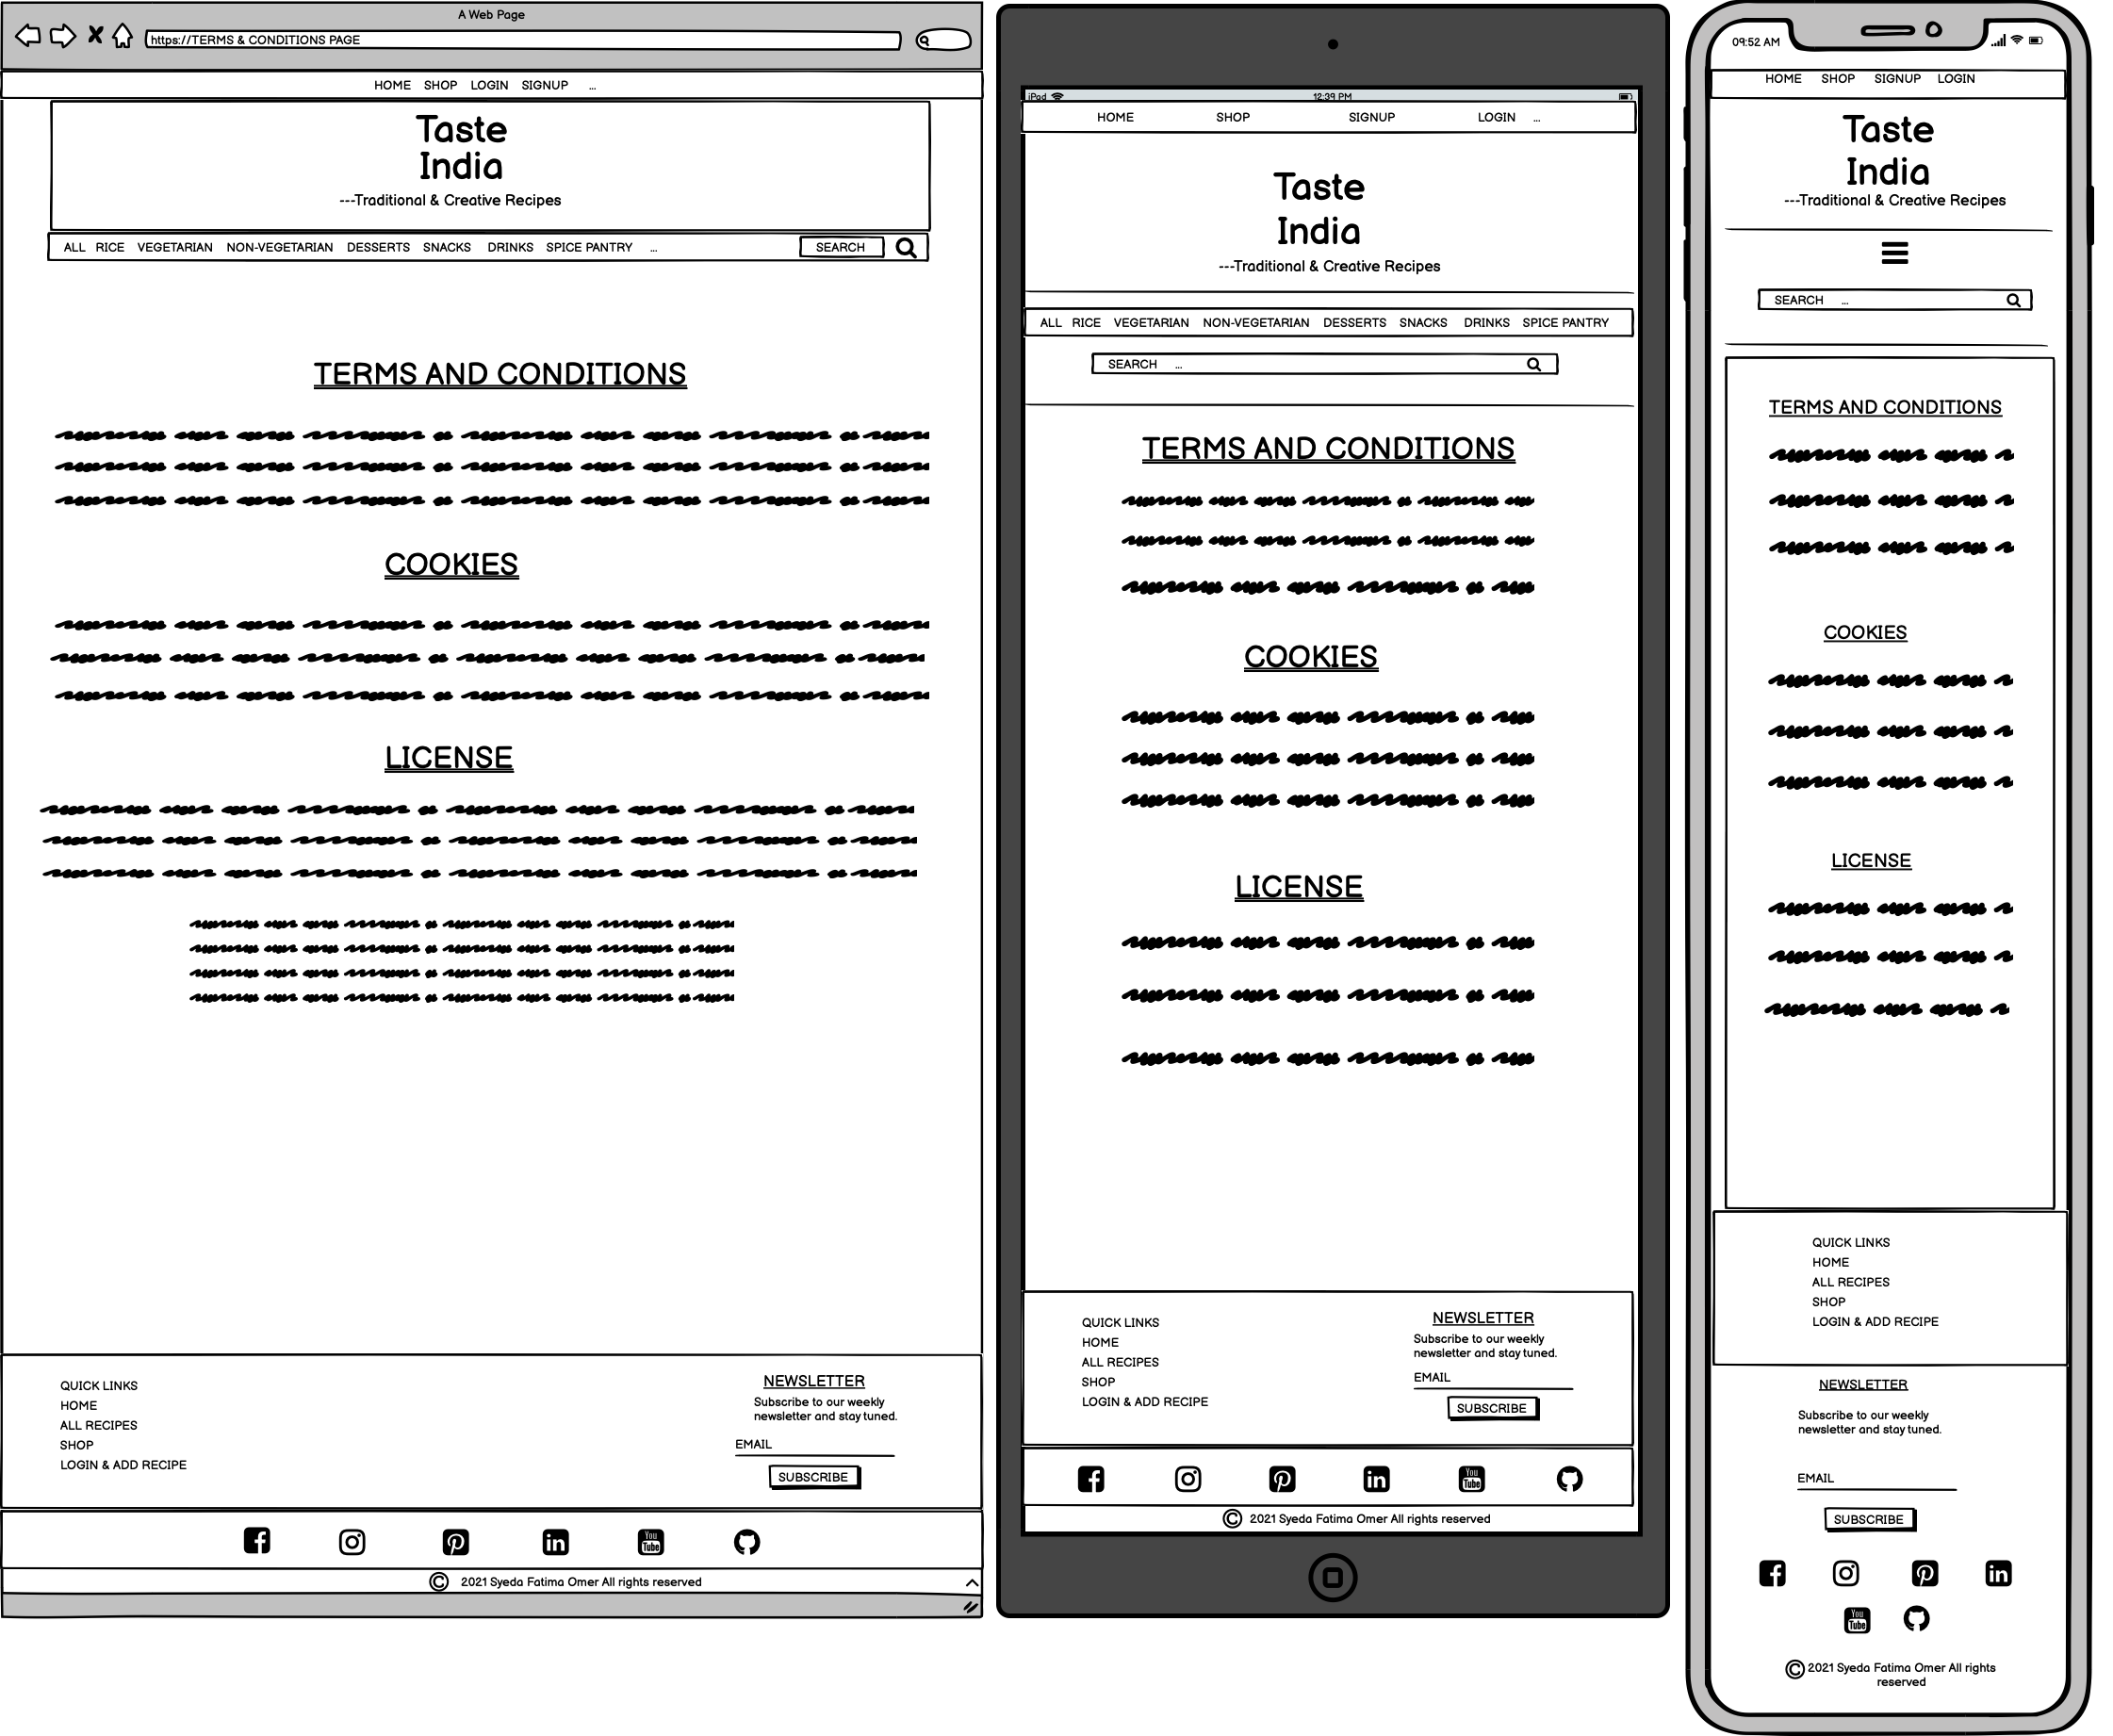 A Web Page
https://TERMS & CONDITIONS PAGE
HOME SHOP LOGIN SIGNUP ...
Taste
India
---Traditional & Creative Recipes
ALL RICE VEGETARIAN NON-VEGETARIAN DESSERTS SNACKS DRINKS SPICE PANTRY ... SEARCH
TERMS AND CONDITIONS
COOKIES
LICENSE
QUICK LINKS
HOME
ALL RECIPES
SHOP
LOGIN & ADD RECIPE
NEWSLETTER
Subscribe to our weekly
newsletter and stay tuned.
EMAIL
SUBSCRIBE
You
Tube
© 2021 Syeda Fatima Omer All rights reserved
iPad 12:39 PM
HOME SHOP SIGNUP LOGIN ...
Taste
India
---Traditional & Creative Recipes
ALL RICE VEGETARIAN NON-VEGETARIAN DESSERTS SNACKS DRINKS SPICE PANTRY
SEARCH ...
TERMS AND CONDITIONS
COOKIES
LICENSE
QUICK LINKS
HOME
ALL RECIPES
SHOP
LOGIN & ADD RECIPE
NEWSLETTER
Subscribe to our weekly
newsletter and stay tuned.
EMAIL
SUBSCRIBE
You
Tube
© 2021 Syeda Fatima Omer All rights reserved
09:52 AM
HOME SHOP SIGNUP LOGIN
Taste
India
---Traditional & Creative Recipes
SEARCH ...
TERMS AND CONDITIONS
COOKIES
LICENSE
QUICK LINKS
HOME
ALL RECIPES
SHOP
LOGIN & ADD RECIPE
NEWSLETTER
Subscribe to our weekly
newsletter and stay tuned.
EMAIL
SUBSCRIBE
You
Tube
© 2021 Syeda Fatima Omer All rights
reserved